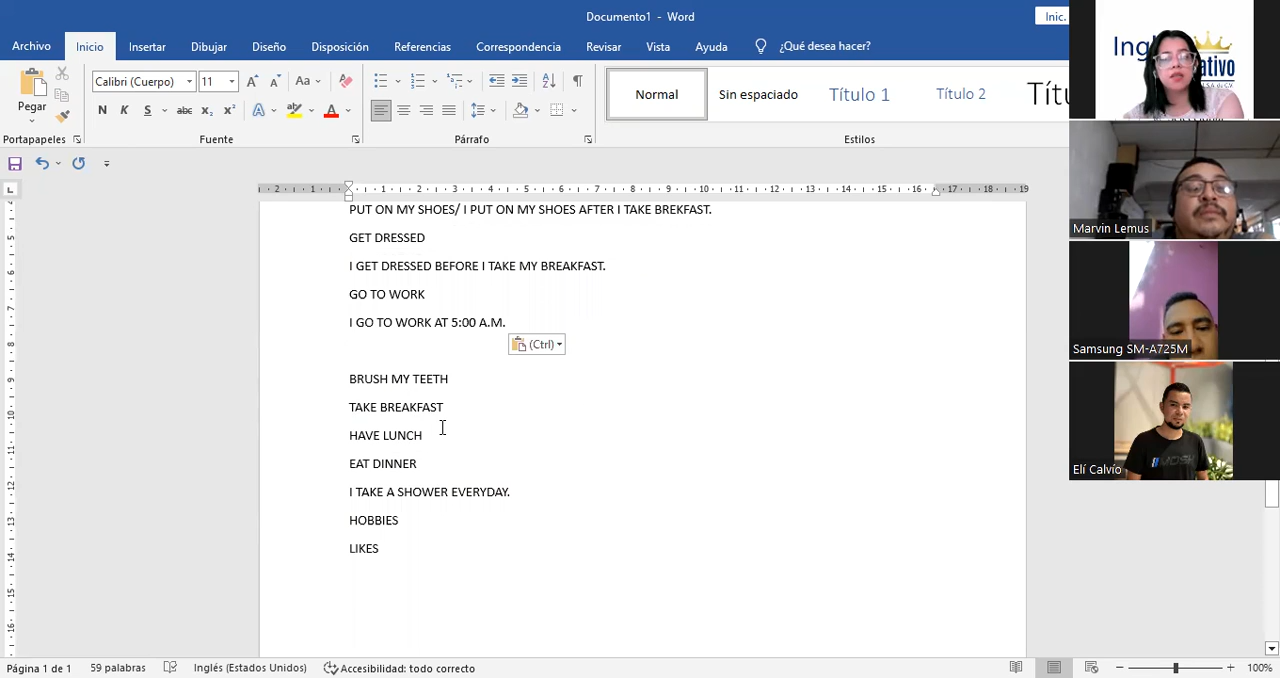 Documento1 - Word
Inic.
Archivo
Inicio
Insertar
Dibujar
Diseño
Disposición
Referencias
Correspondencia
Revisar
Vista
Ayuda
¿Qué desea hacer?
Pegar
Calibri (Cuerpo)
11
Normal
Sin espaciado
Título 1
Título 2
Portapapeles
Fuente
Párrafo
Estilos
PUT ON MY SHOES/ I PUT ON MY SHOES AFTER I TAKE BREKFAST.
GET DRESSED
I GET DRESSED BEFORE I TAKE MY BREAKFAST.
GO TO WORK
I GO TO WORK AT 5:00 A.M.
(Ctrl)
BRUSH MY TEETH
TAKE BREAKFAST
HAVE LUNCH
EAT DINNER
I TAKE A SHOWER EVERYDAY.
HOBBIES
LIKES
Marvin Lemus
Samsung SM-A725M
Elí Calvío
Página 1 de 1
59 palabras
Inglés (Estados Unidos)
Accesibilidad: todo correcto
100%